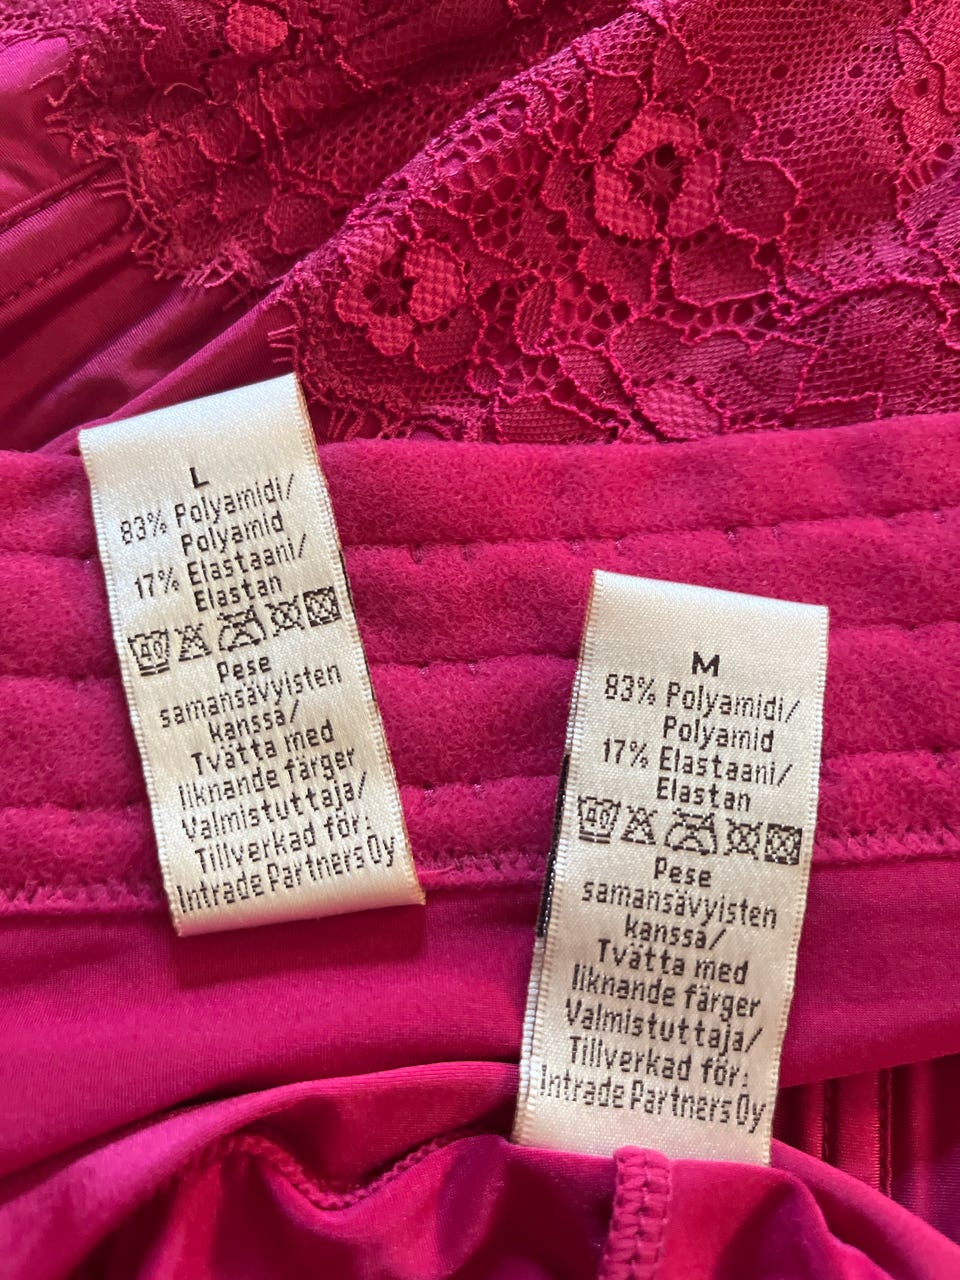 L
83% Polyamidi/
Polyamid
17% Elastaani/
Elastan
40
Pese
samansävyisten
kanssa/
Tvätta med
liknande färger
Valmistuttaja/
Tillverkad för:
Intrade Partners Oy
M
83% Polyamidi/
Polyamid
17% Elastaani/
Elastan
40
Pese
samansävyisten
kanssa/
Tvätta med
liknande färger
Valmistuttaja/
Tillverkad för:
Intrade Partners Oy